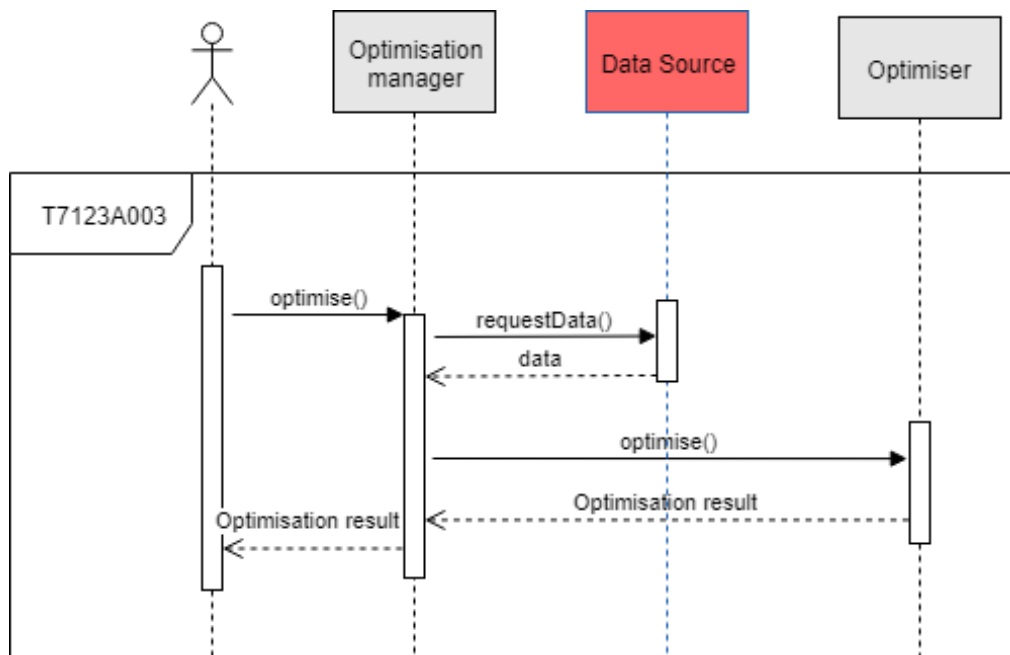 Optimisation
manager
Data Source
Optimiser
T7123A003
optimise()
requestData()
data
optimise()
Optimisation result
Optimisation result